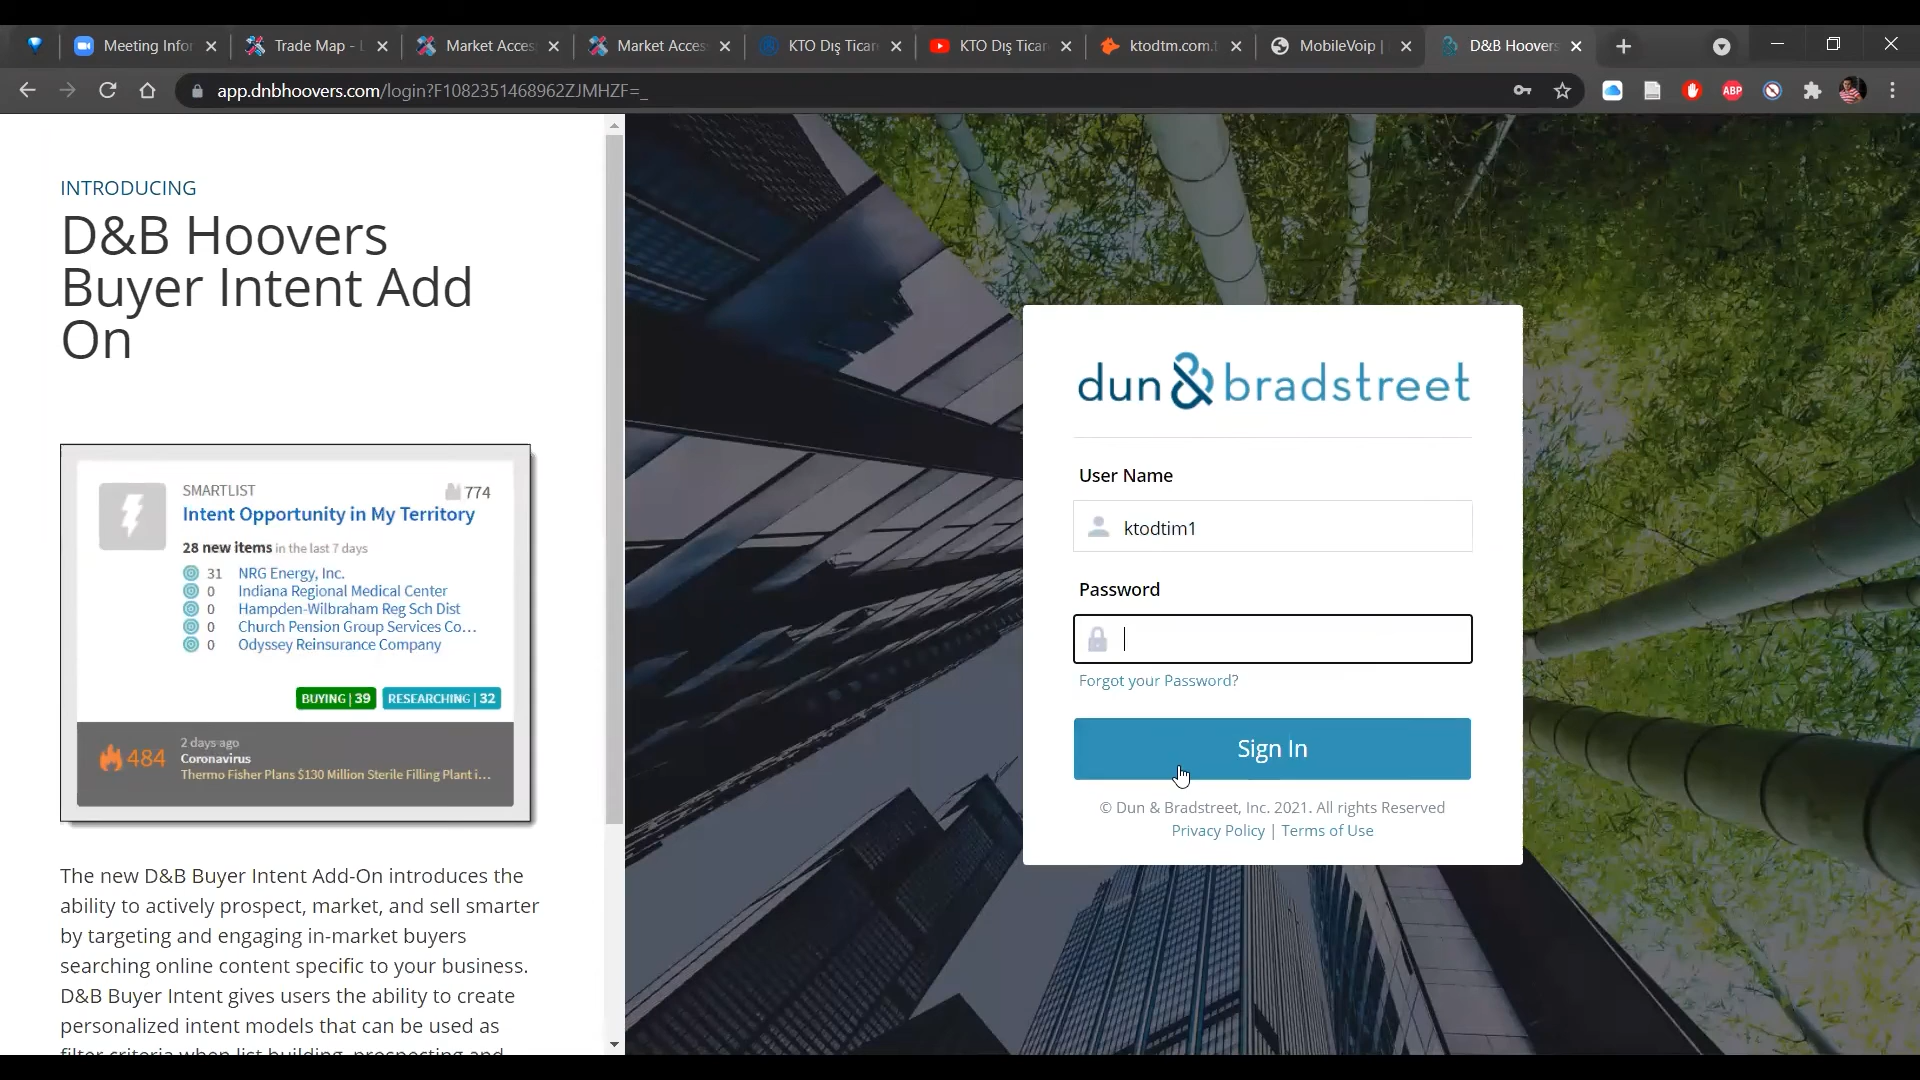 Meeting Infor
Trade Map - L
Market Acces
Market Acces
KTO Dış Ticar
KTO Dış Ticar
ktodtm.com.t
MobileVoip |
D&B Hoovers
app.dnbhoovers.com/login?F1082351468962ZJMHZF=_
ABP
INTRODUCING
D&B Hoovers
Buyer Intent Add
On
SMARTLIST
774
Intent Opportunity in My Territory
28 new items in the last 7 days
31 NRG Energy, Inc.
0 Indiana Regional Medical Center
0 Hampden-Wilbraham Reg Sch Dist
0 Church Pension Group Services Co...
0 Odyssey Reinsurance Company
BUYING | 39 RESEARCHING | 32
484
2 days ago
Coronavirus
Thermo Fisher Plans $130 Million Sterile Filling Plant i...
The new D&B Buyer Intent Add-On introduces the
ability to actively prospect, market, and sell smarter
by targeting and engaging in-market buyers
searching online content specific to your business.
D&B Buyer Intent gives users the ability to create
personalized intent models that can be used as
filter criteria when list building, prospecting and
dun & bradstreet
User Name
ktodtim1
Password
Forgot your Password?
Sign In
© Dun & Bradstreet, Inc. 2021. All rights Reserved
Privacy Policy | Terms of Use